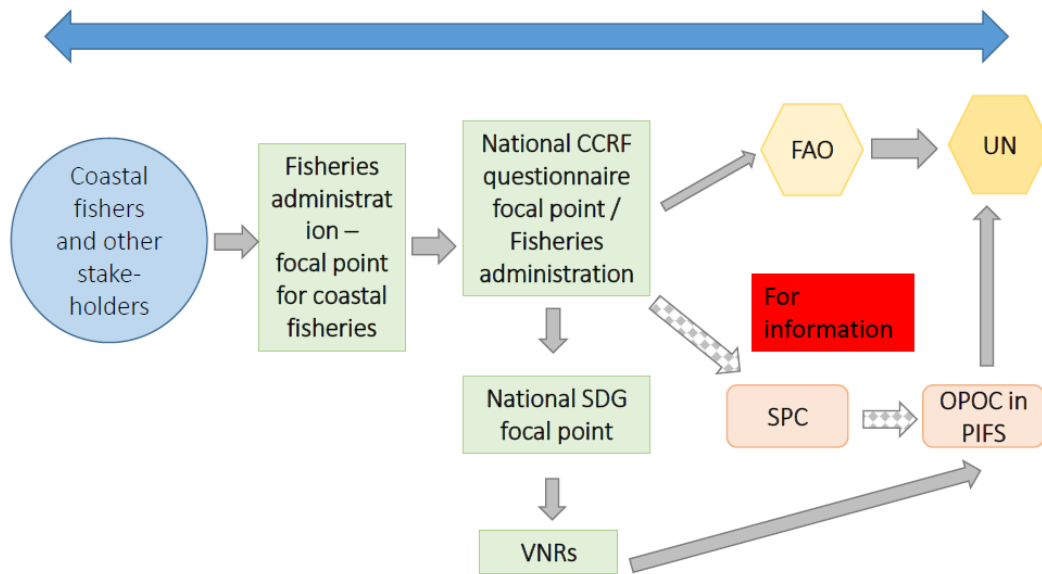 Coastal
fishers
and other
stake-
holders
Fisheries
administrat
ion –
focal point
for coastal
fisheries
National CCRF
questionnaire
focal point /
Fisheries
administration
FAO
UN
For
information
National SDG
focal point
SPC
OPOC in
PIFS
VNRs